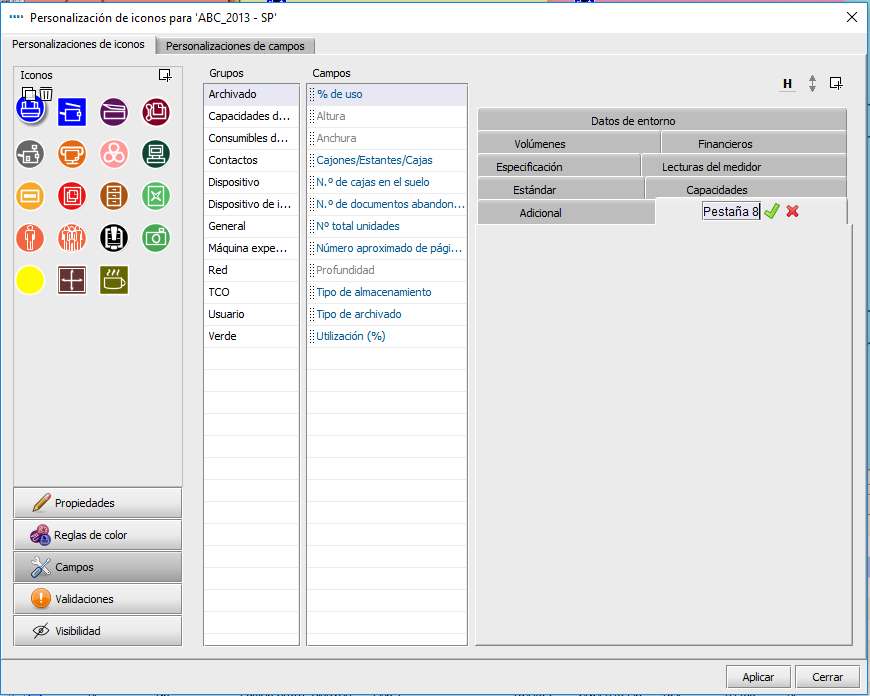 Personalización de iconos para 'ABC_2013 - SP'
Personalizaciones de iconos
Personalizaciones de campos
Iconos
Grupos
Campos
H
Archivado
% de uso
Capacidades d...
Altura
Consumibles d...
Anchura
Contactos
Cajones/Estantes/Cajas
Dispositivo
N.º de cajas en el suelo
Dispositivo de i...
N.º de documentos abandon...
General
Nº total unidades
Máquina expe...
Número aproximado de pági...
Red
Profundidad
TCO
Tipo de almacenamiento
Usuario
Tipo de archivado
Verde
Utilización (%)
Datos de entorno
Volúmenes
Financieros
Especificación
Lecturas del medidor
Estándar
Capacidades
Adicional
Pestaña 8
Propiedades
Reglas de color
Campos
Validaciones
Visibilidad
Aplicar
Cerrar